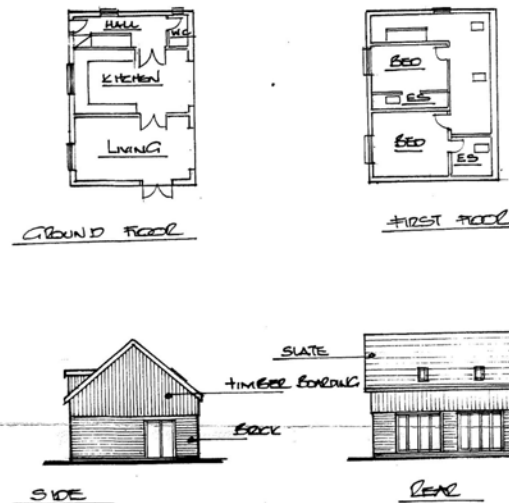 HALL
WC
KITCHEN
LIVING
GROUND FLOOR
BED
ES
BED
ES
FIRST FLOOR
SLATE
TIMBER BOARDING
BRICK
SIDE
REAR